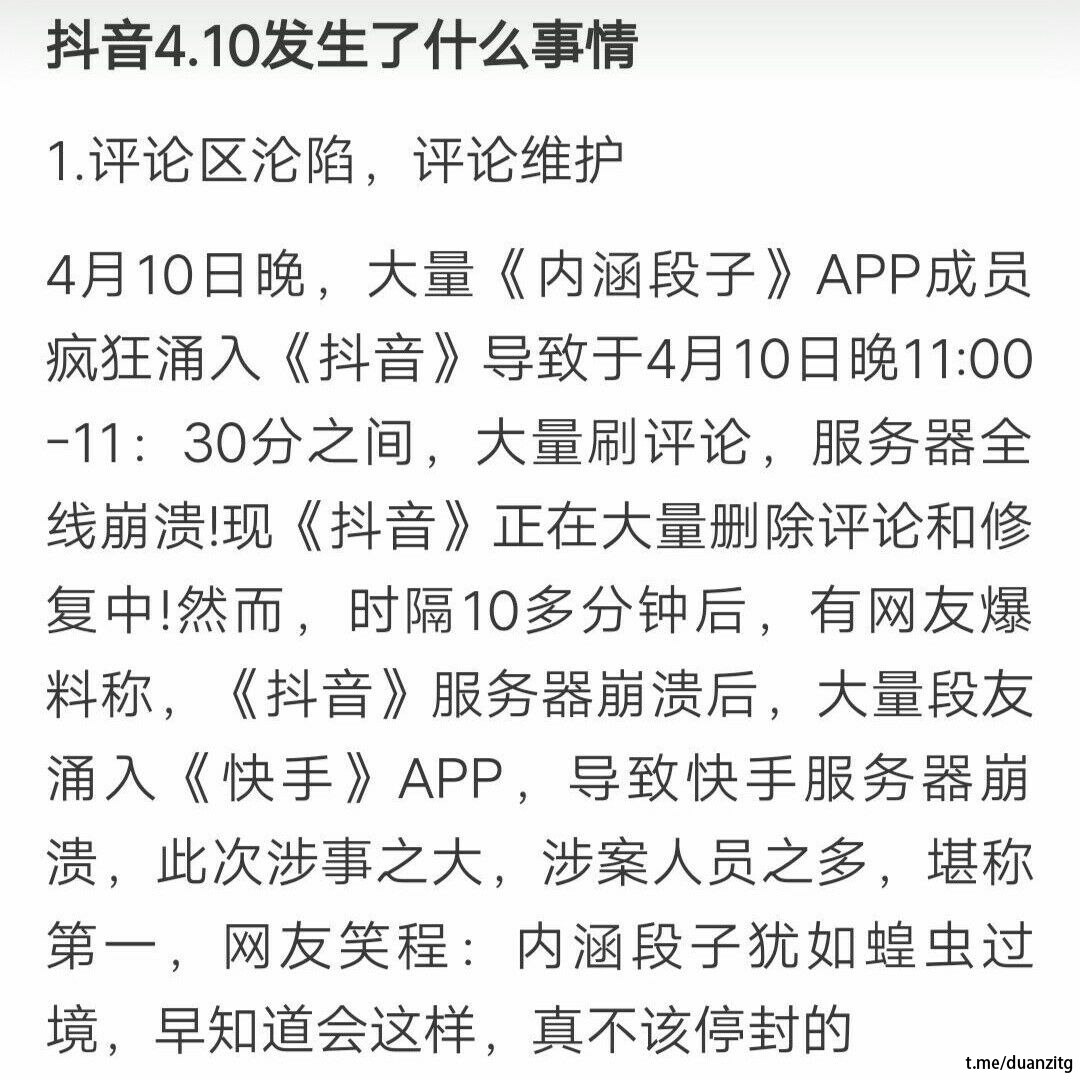 抖音4.10发生了什么事情
1.评论区沦陷，评论维护
4月10日晚，大量《内涵段子》APP成员
疯狂涌入《抖音》导致于4月10日晚11:00
-11：30分之间，大量刷评论，服务器全
线崩溃!现《抖音》正在大量删除评论和修
复中!然而，时隔10多分钟后，有网友爆
料称，《抖音》服务器崩溃后，大量段友
涌入《快手》APP，导致快手服务器崩
溃，此次涉事之大，涉案人员之多，堪称
第一，网友笑程：内涵段子犹如蝗虫过
境，早知道会这样，真不该停封的
t.me/duanzitg